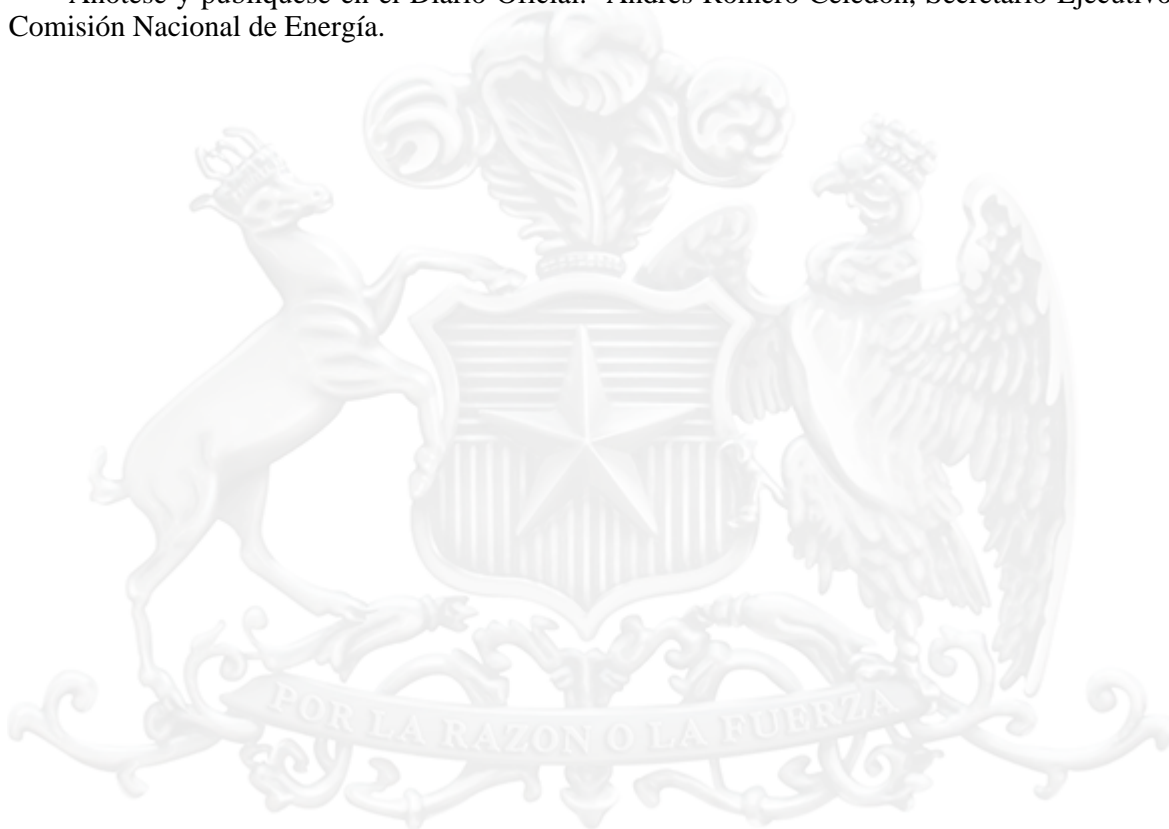 Anótese y publíquese en el Diario Oficial.- Andrés Romero Celedón, Secretario Ejecutivo
Comisión Nacional de Energía.
POR LA RAZON O LA FUERZA